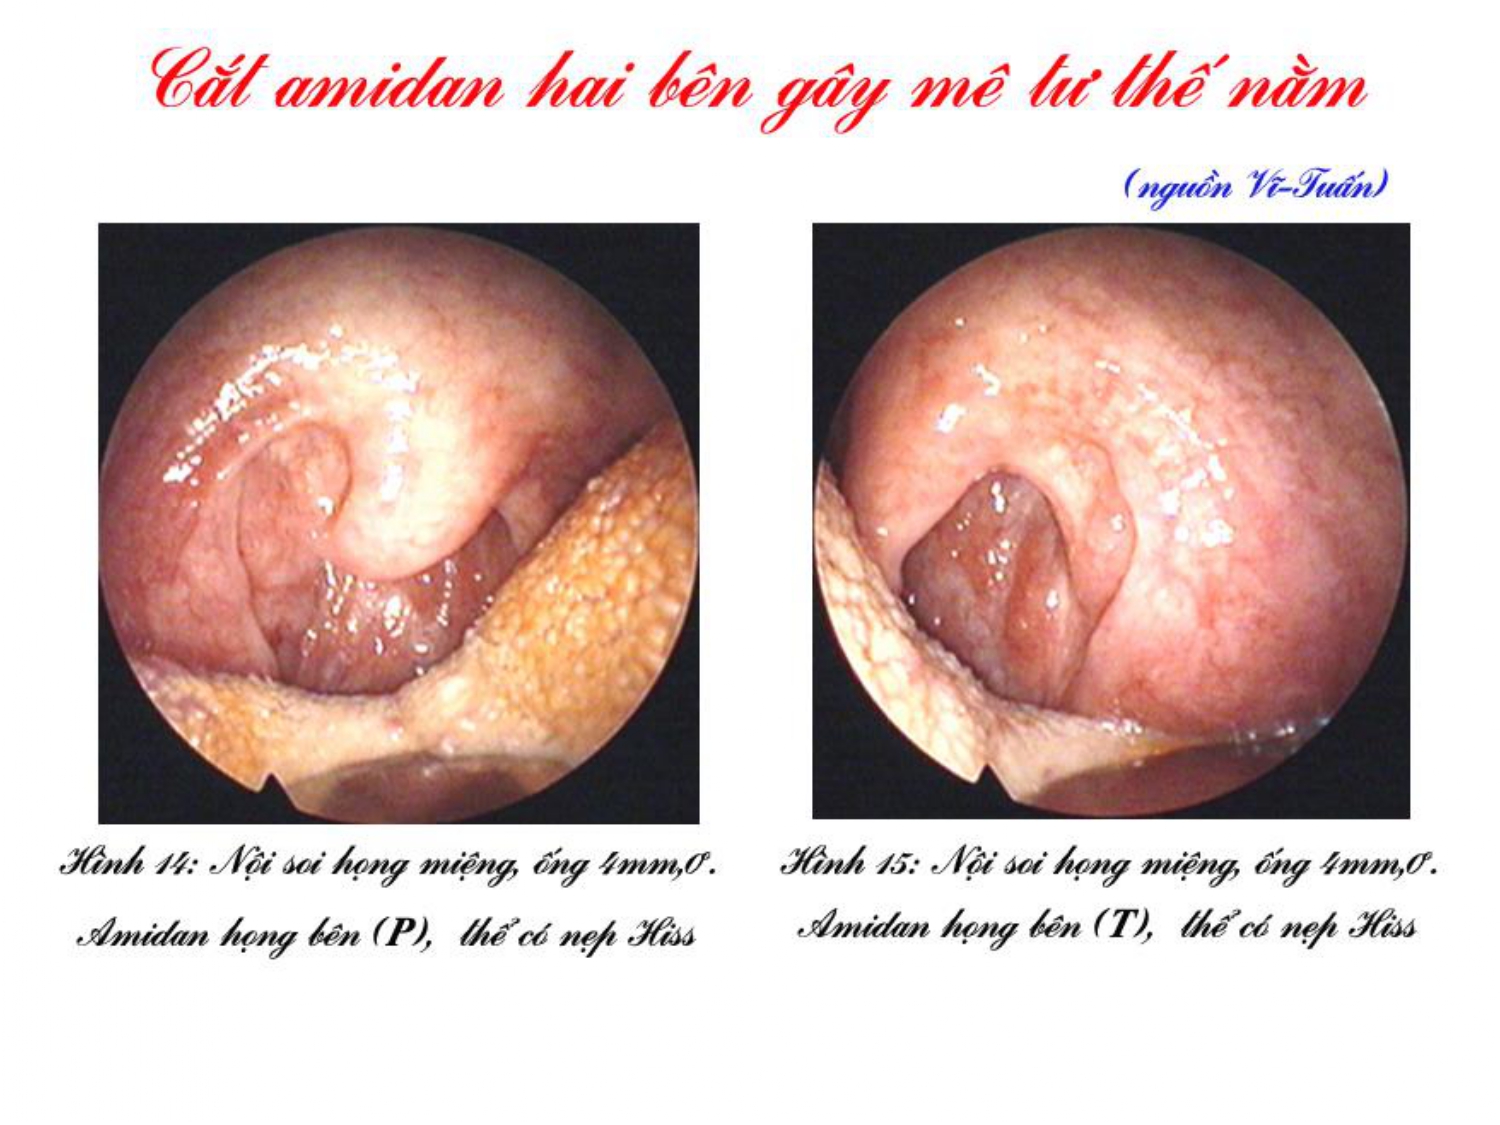 Cắt amidan hai bên gây mê tư thế nằm
(nguồn Vĩ-Tuấn)
Hình 14: Nội soi họng miệng, ống 4mm,0°.
Amidan họng bên (P), thể có nẹp Hiss
Hình 15: Nội soi họng miệng, ống 4mm,0°.
Amidan họng bên (T), thể có nẹp Hiss